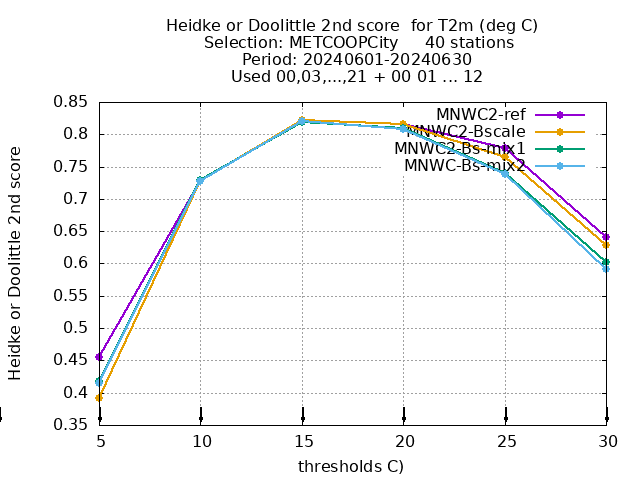 Heidke or Doolittle 2nd score  for T2m (deg C)
Selection: METCOOPCity     40 stations
Period: 20240601-20240630
Used 00,03,...,21 + 00 01 ... 12
Heidke or Doolittle 2nd score
0.85
0.8
0.75
0.7
0.65
0.6
0.55
0.5
0.45
0.4
0.35
MNWC2-ref
MNWC2-Bscale
MNWC2-Bs-mix1
MNWC-Bs-mix2
5
10
15
20
25
30
thresholds C)